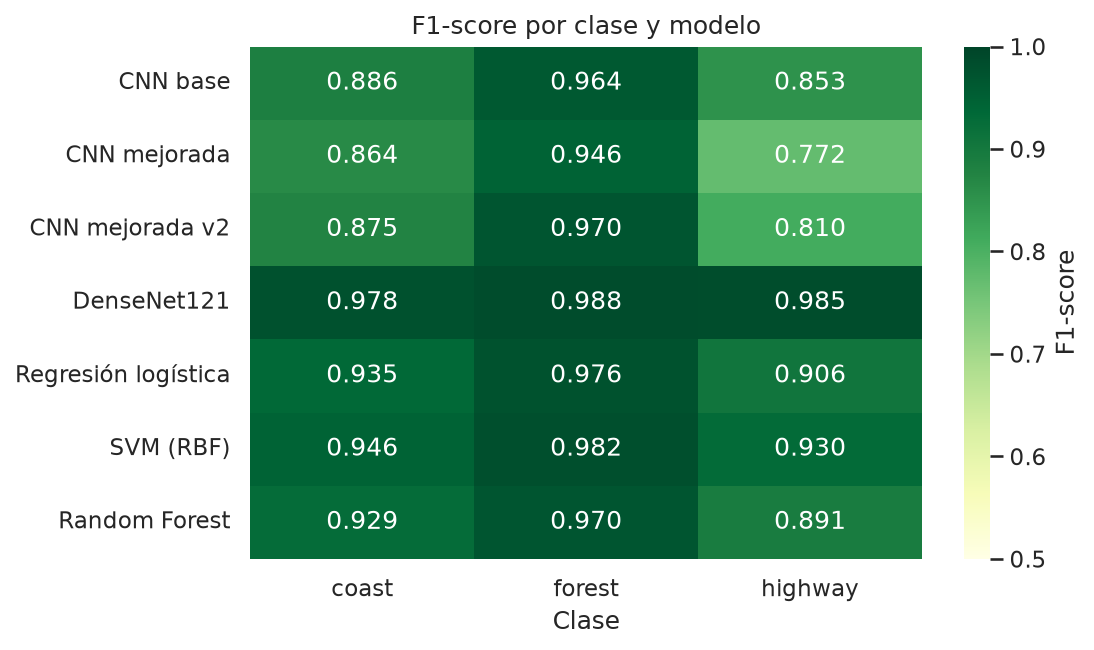 F1-score por clase y modelo
CNN base 0.886 0.964 0.853
CNN mejorada 0.864 0.946 0.772
CNN mejorada v2 0.875 0.970 0.810
DenseNet121 0.978 0.988 0.985
Regresión logística 0.935 0.976 0.906
SVM (RBF) 0.946 0.982 0.930
Random Forest 0.929 0.970 0.891
coast forest highway
Clase
1.0
0.9
0.8
0.7
0.6
0.5
F1-score